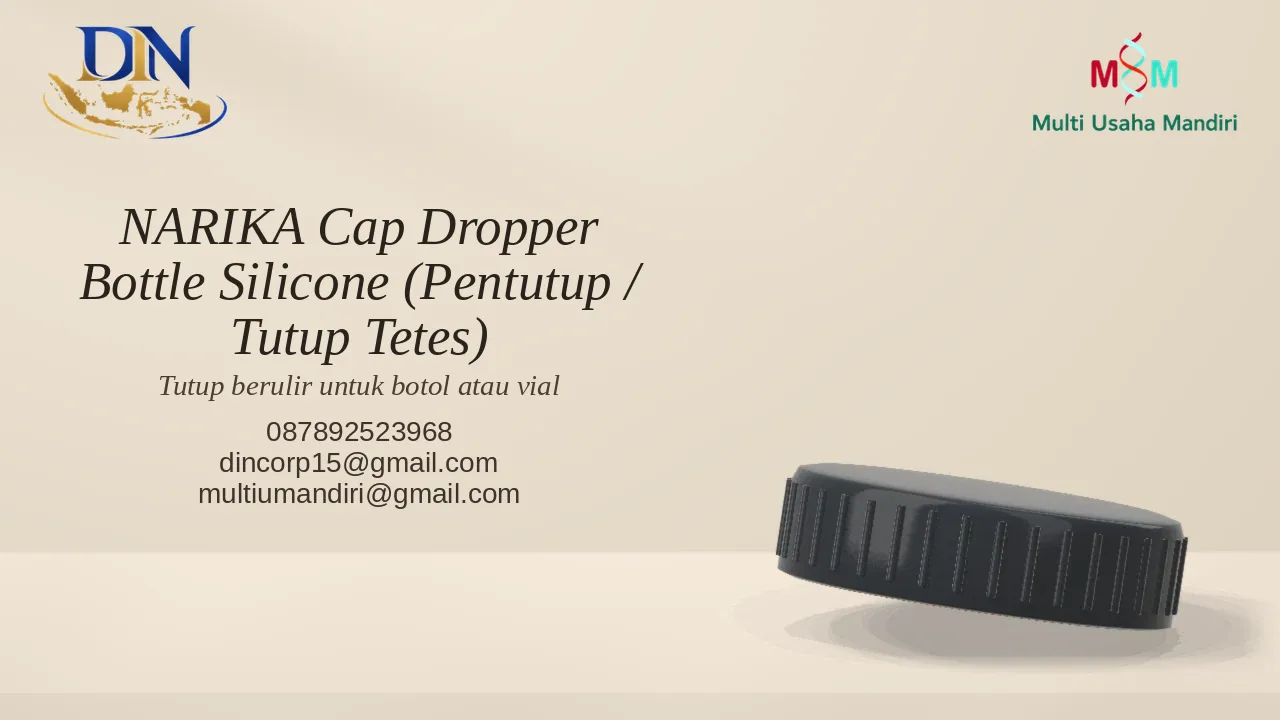 DIN
MSM
Multi Usaha Mandiri
NARIKA Cap Dropper
Bottle Silicone (Pentutup /
Tutup Tetes)
Tutup berulir untuk botol atau vial
087892523968
dincorp15@gmail.com
multiumandiri@gmail.com